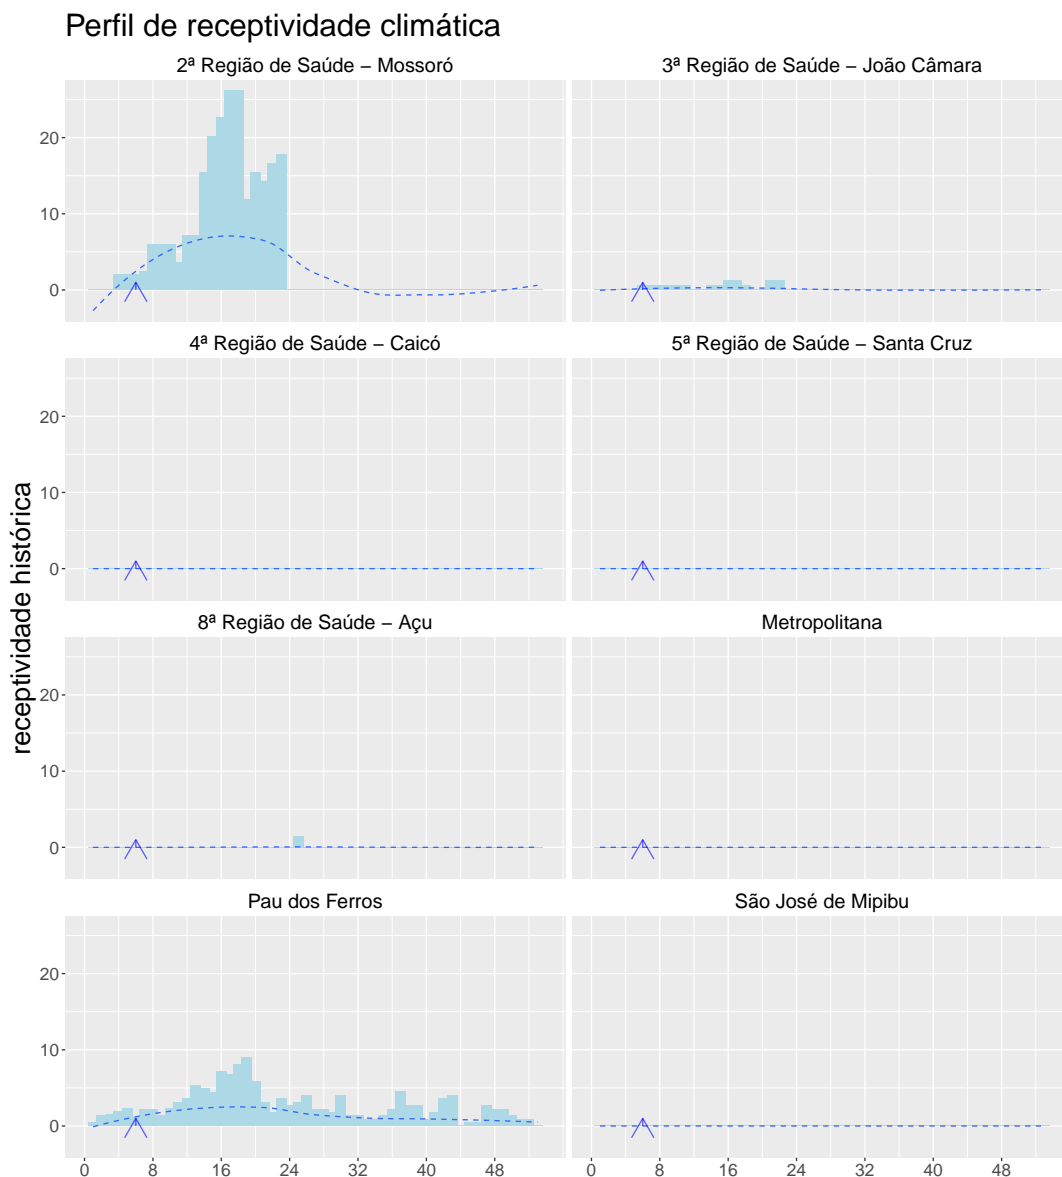 Perfil de receptividade climática
2ª Região de Saúde – Mossoró
3ª Região de Saúde – João Câmara
20
10
0
4ª Região de Saúde – Caicó
5ª Região de Saúde – Santa Cruz
20
10
0
receptividade histórica
8ª Região de Saúde – Açu
Metropolitana
20
10
0
Pau dos Ferros
São José de Mipibu
20
10
0
0 8 16 24 32 40 48
0 8 16 24 32 40 48